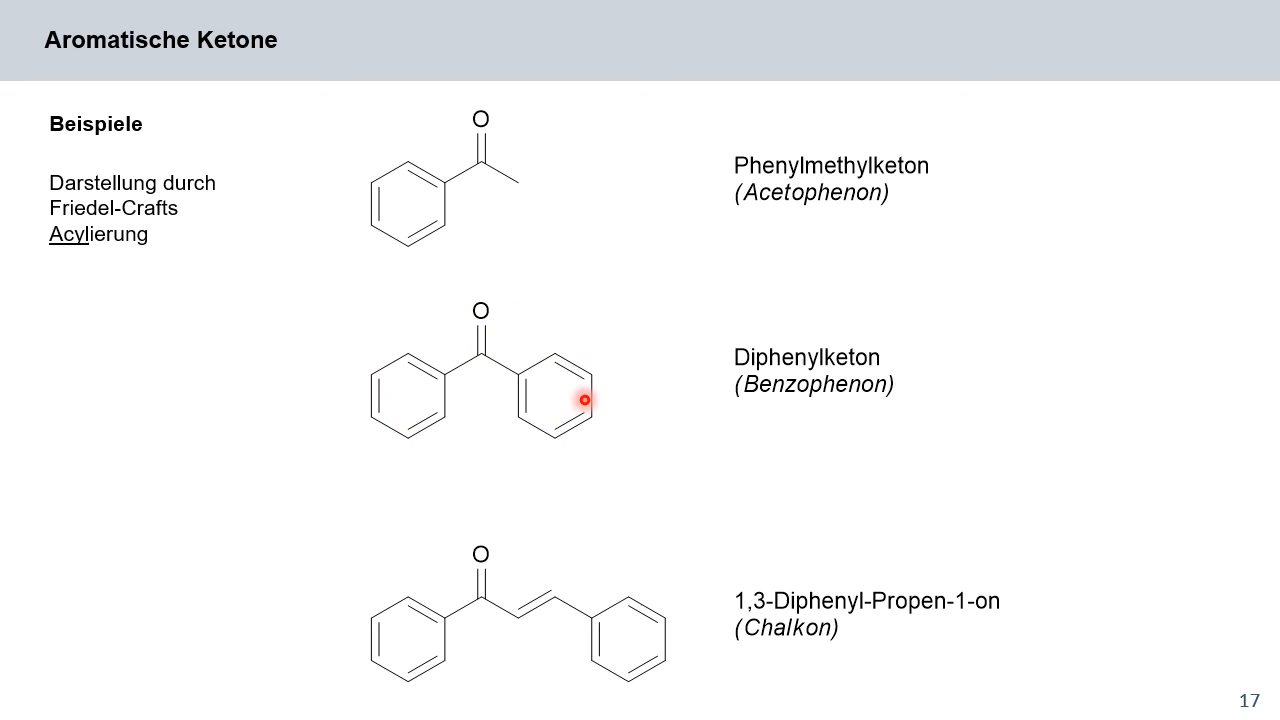 Aromatische Ketone
Beispiele
Darstellung durch
Friedel-Crafts
Acylierung
O
Phenylmethylketon
(Acetophenon)
O
Diphenylketon
(Benzophenon)
O
1,3-Diphenyl-Propen-1-on
(Chalkon)
17